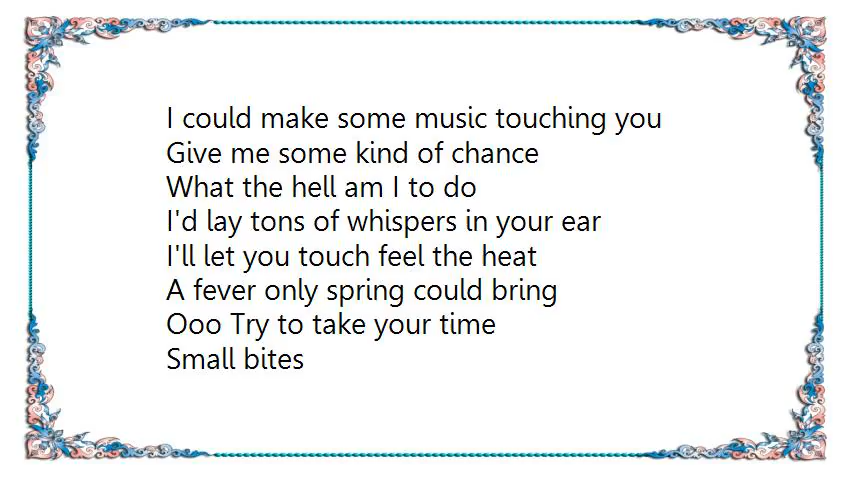 I could make some music touching you
Give me some kind of chance
What the hell am I to do
I'd lay tons of whispers in your ear
I'll let you touch feel the heat
A fever only spring could bring
Ooo Try to take your time
Small bites